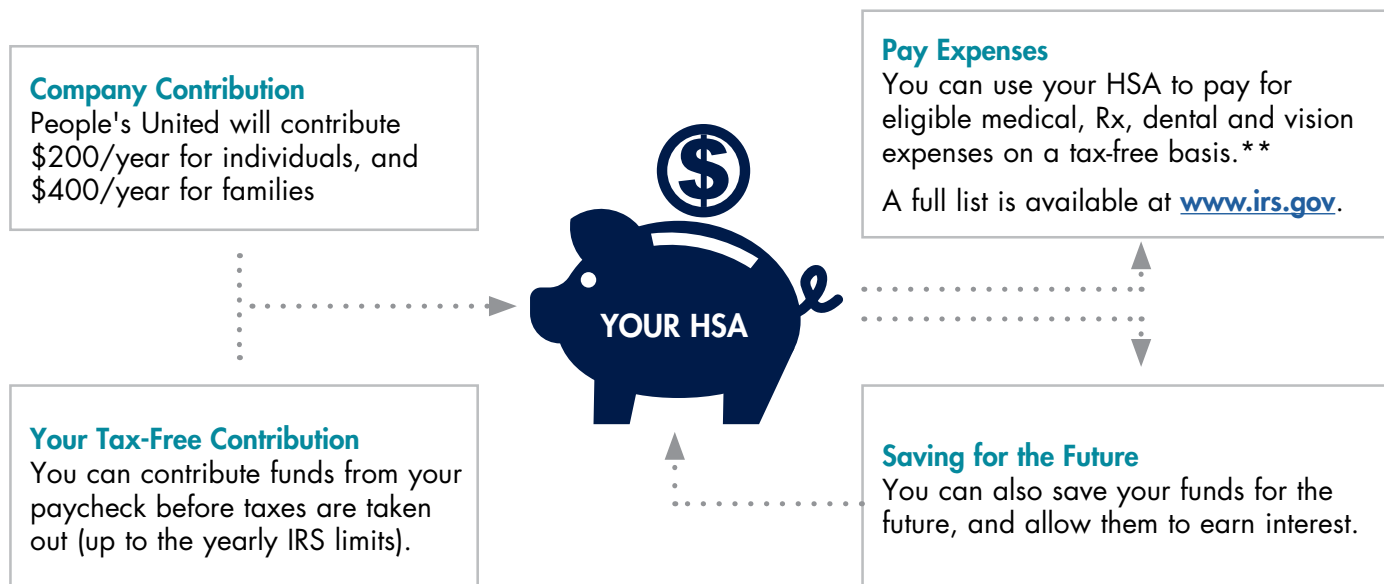 Company Contribution
People's United will contribute
$200/year for individuals, and
$400/year for families
Your Tax-Free Contribution
You can contribute funds from your
paycheck before taxes are taken
out (up to the yearly IRS limits).
$
YOUR HSA
Pay Expenses
You can use your HSA to pay for
eligible medical, Rx, dental and vision
expenses on a tax-free basis.**
A full list is available at www.irs.gov.
Saving for the Future
You can also save your funds for the
future, and allow them to earn interest.